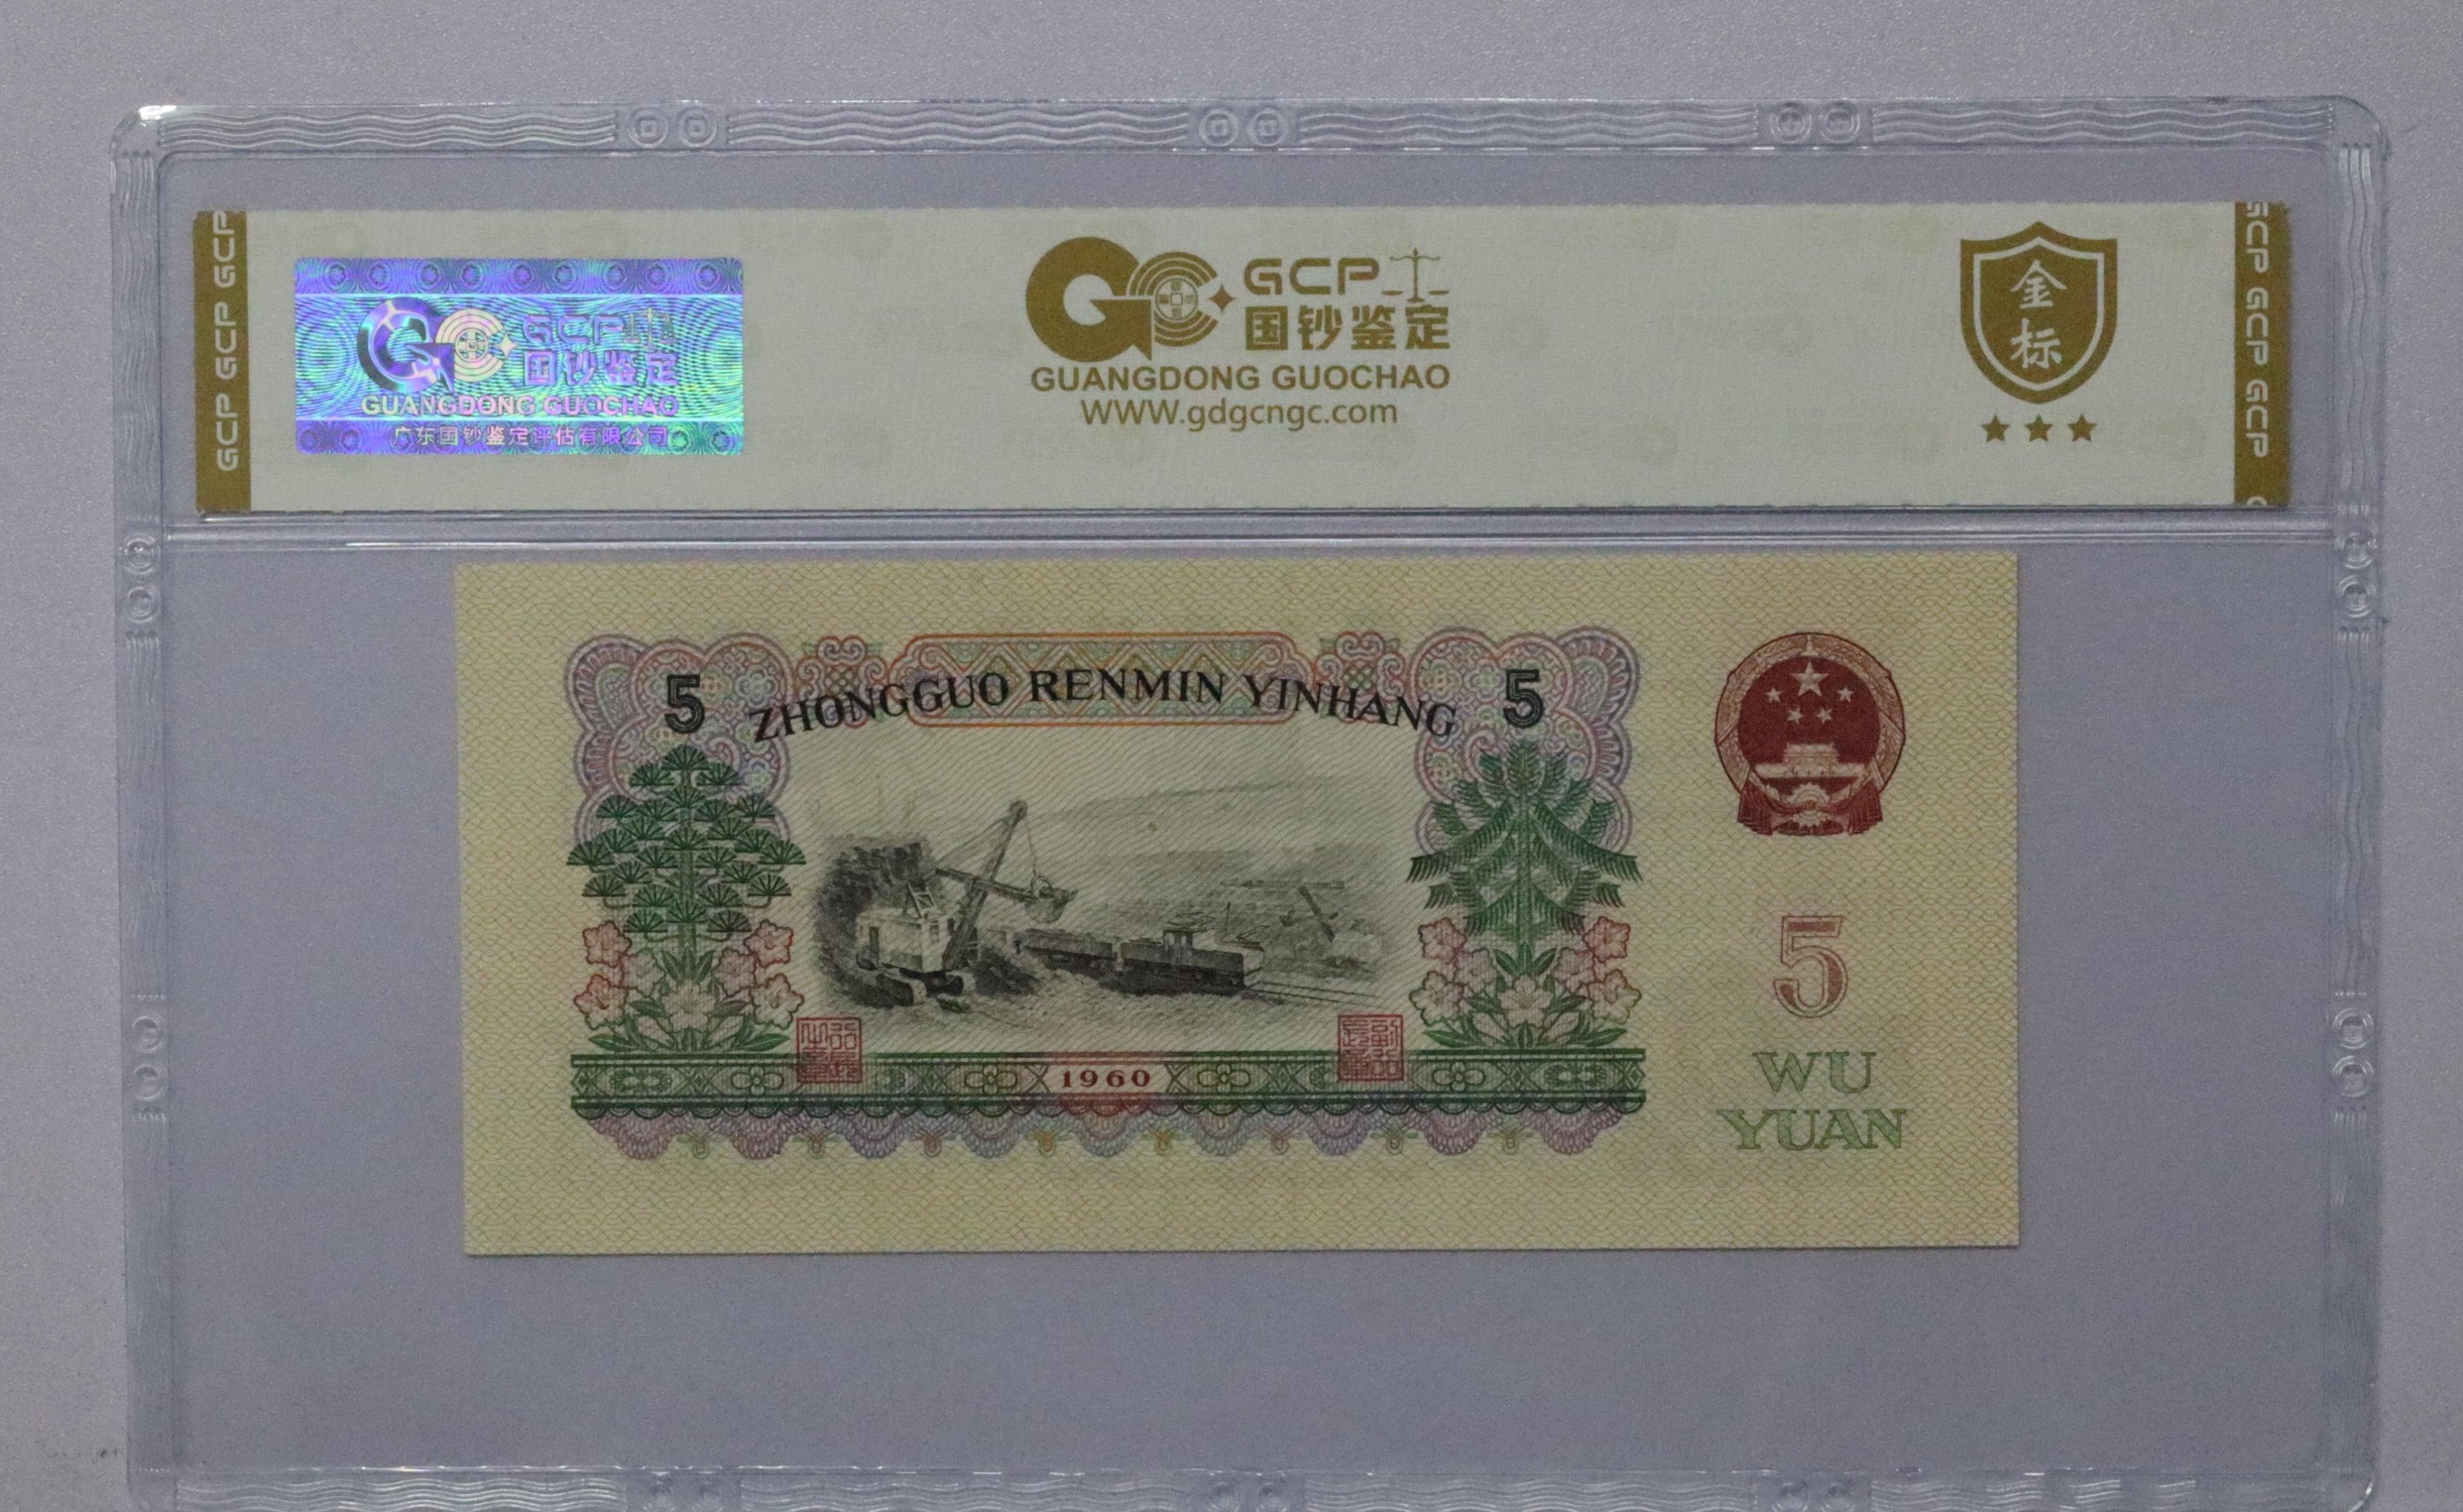 GCP GCP GCP
GCP
国钞鉴定
GUANGDONG GUOCHAO
广东国钞鉴定评估有限公司
GCP
国钞鉴定
GUANGDONG GUOCHAO
WWW.gdgcngc.com
金
标
GCP GCP GCP
5
ZHONGGUO RENMIN YINHANG
5
5
WU
YUAN
1960